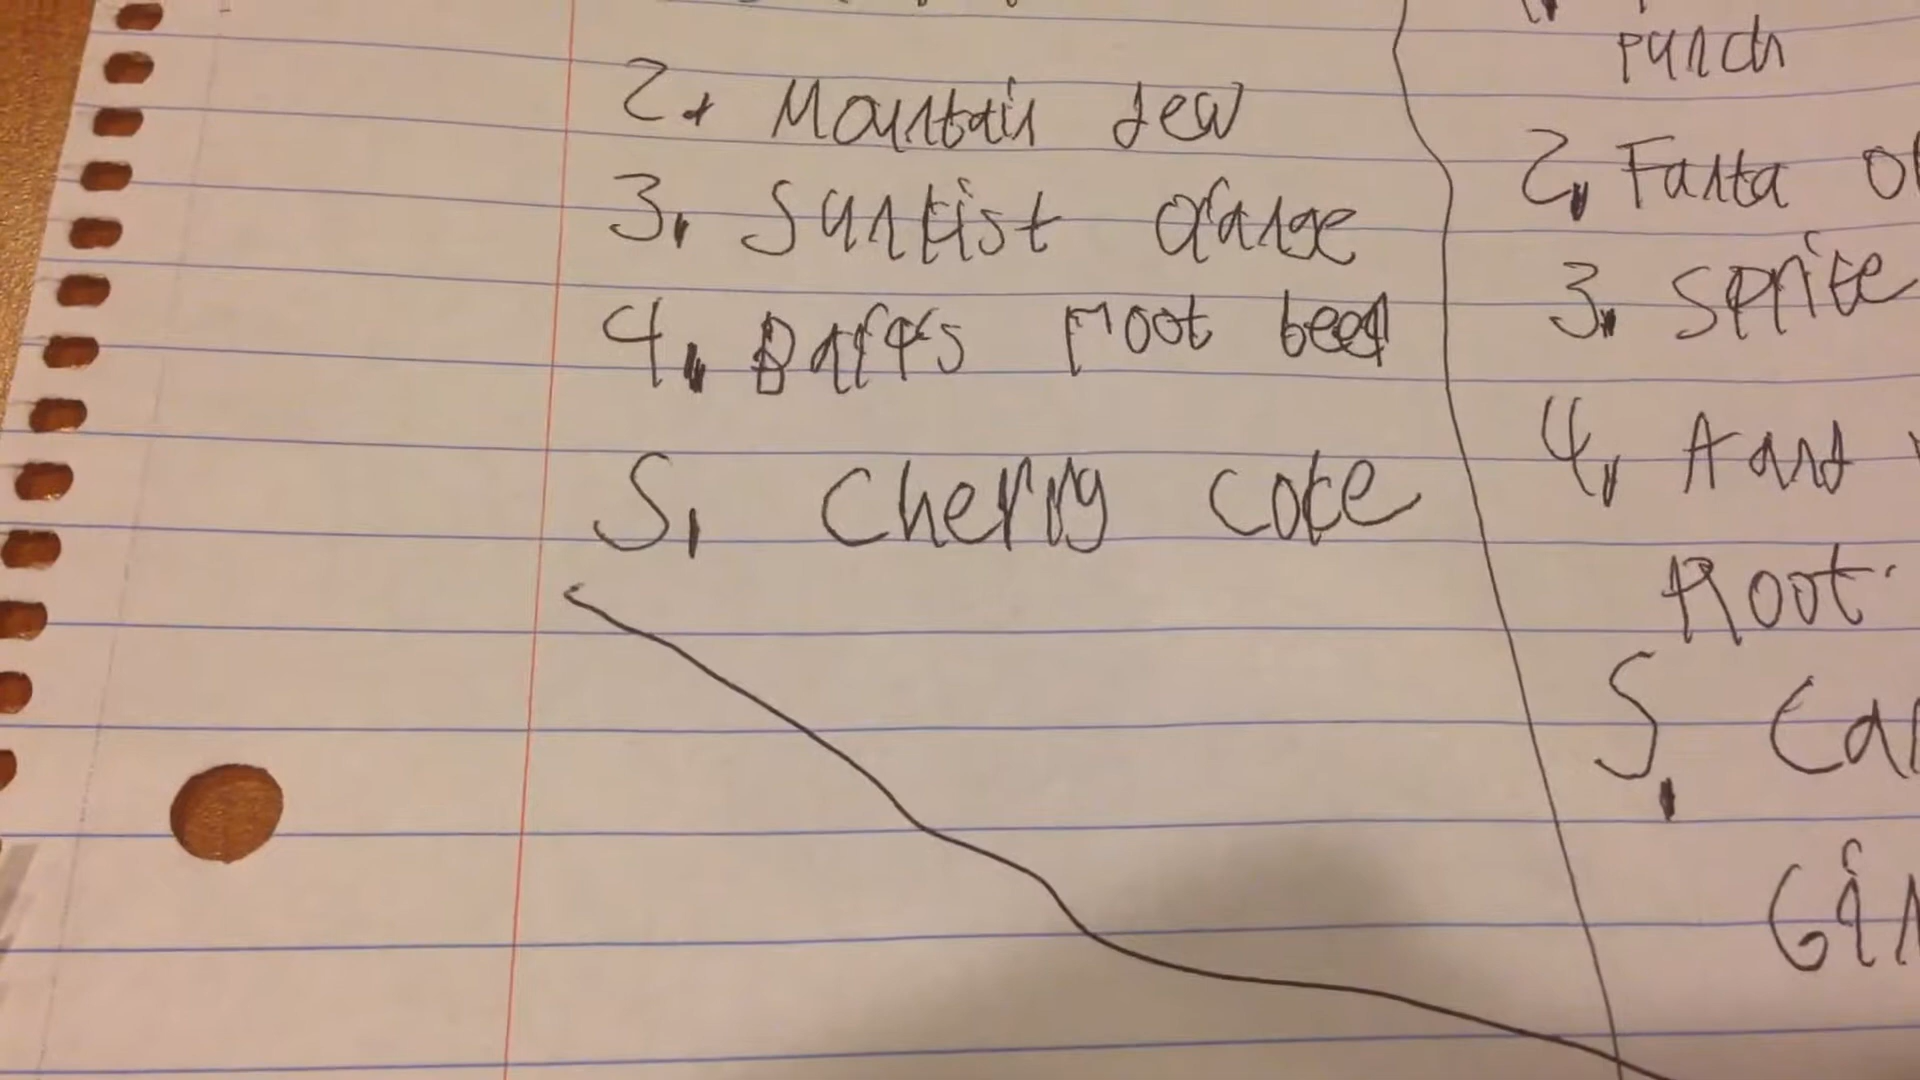 2. Mountain dew
3. Sunkist orange
4. Barq's root beer
5. Cherry coke
punch
2. Fanta
3. Sprite
4. A and
Root
5.